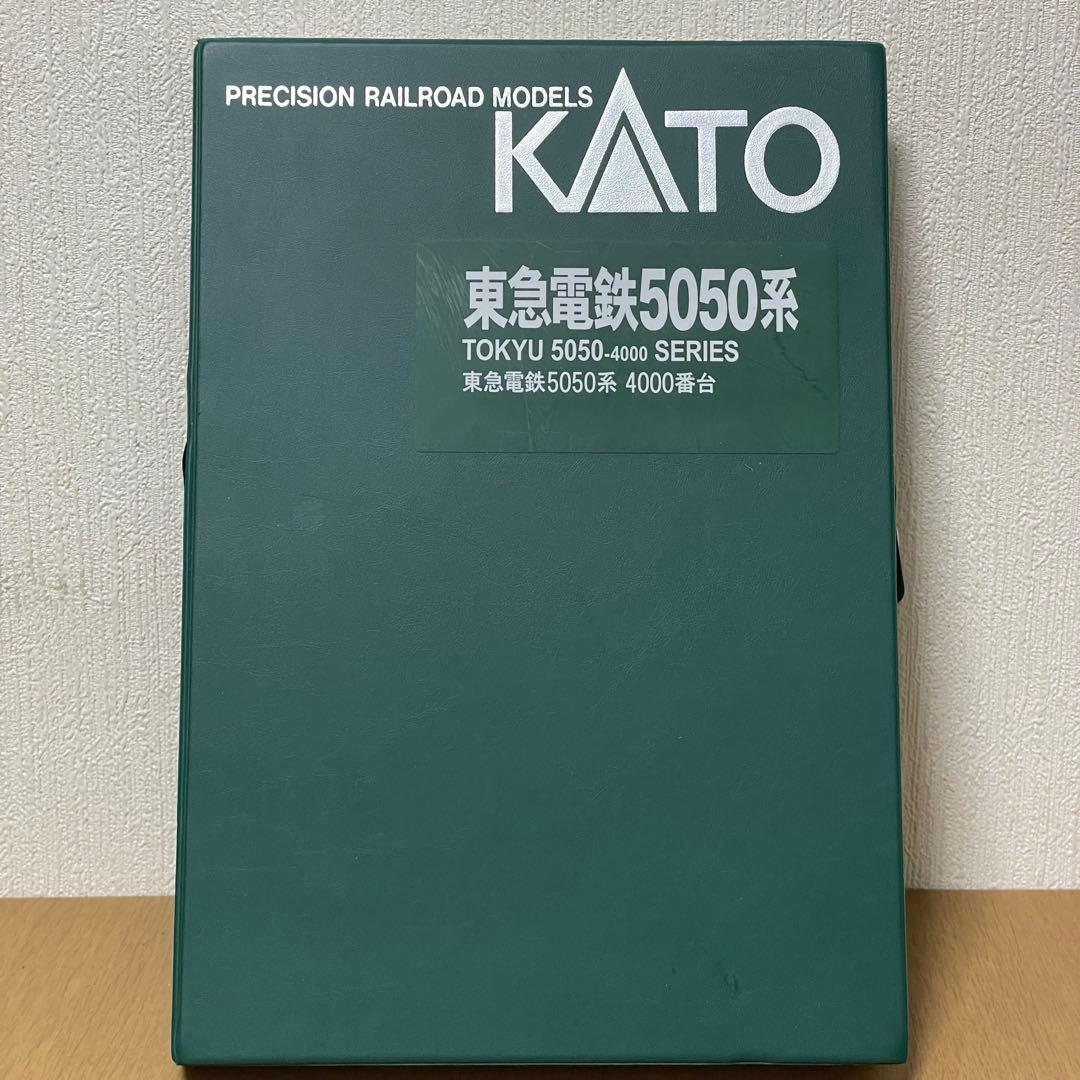 PRECISION RAILROAD MODELS
KATO
東急電鉄5050系
TOKYU 5050-4000 SERIES
東急電鉄5050系 4000番台